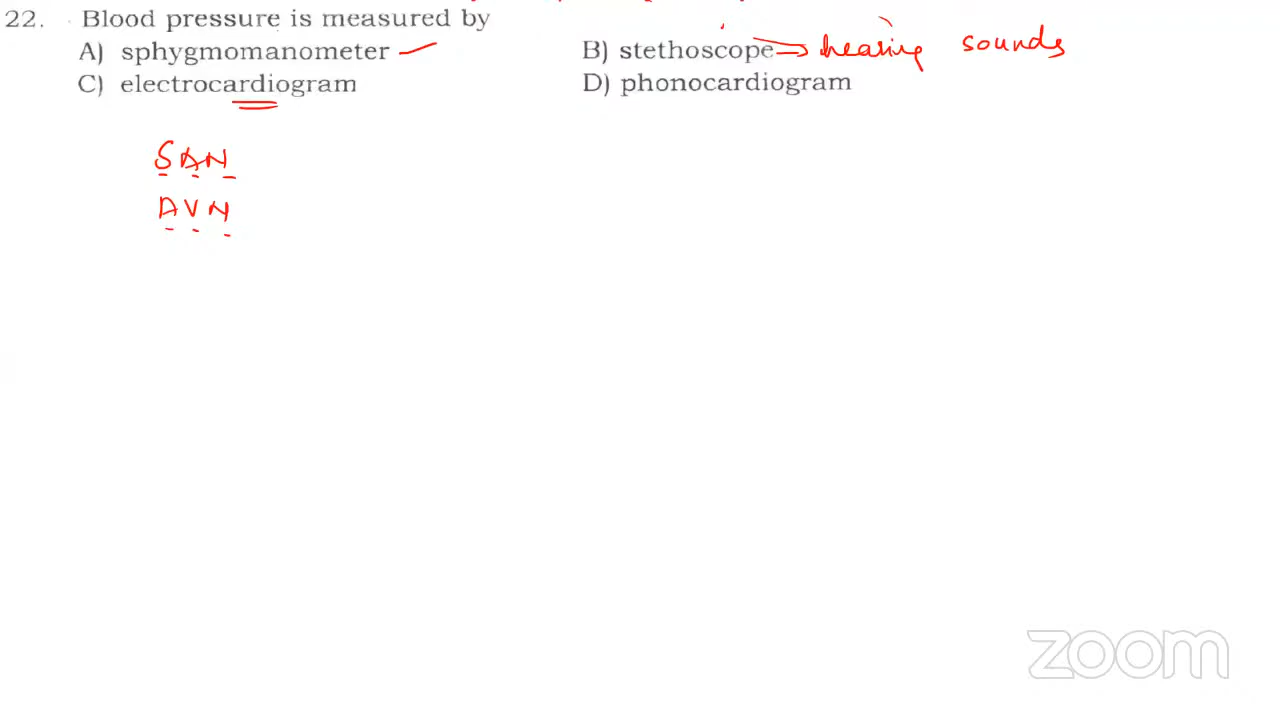 22. Blood pressure is measured by
A) sphygmomanometer B) stethoscope → hearing sounds
C) electrocardiogram D) phonocardiogram
SAN
AVN
zoom